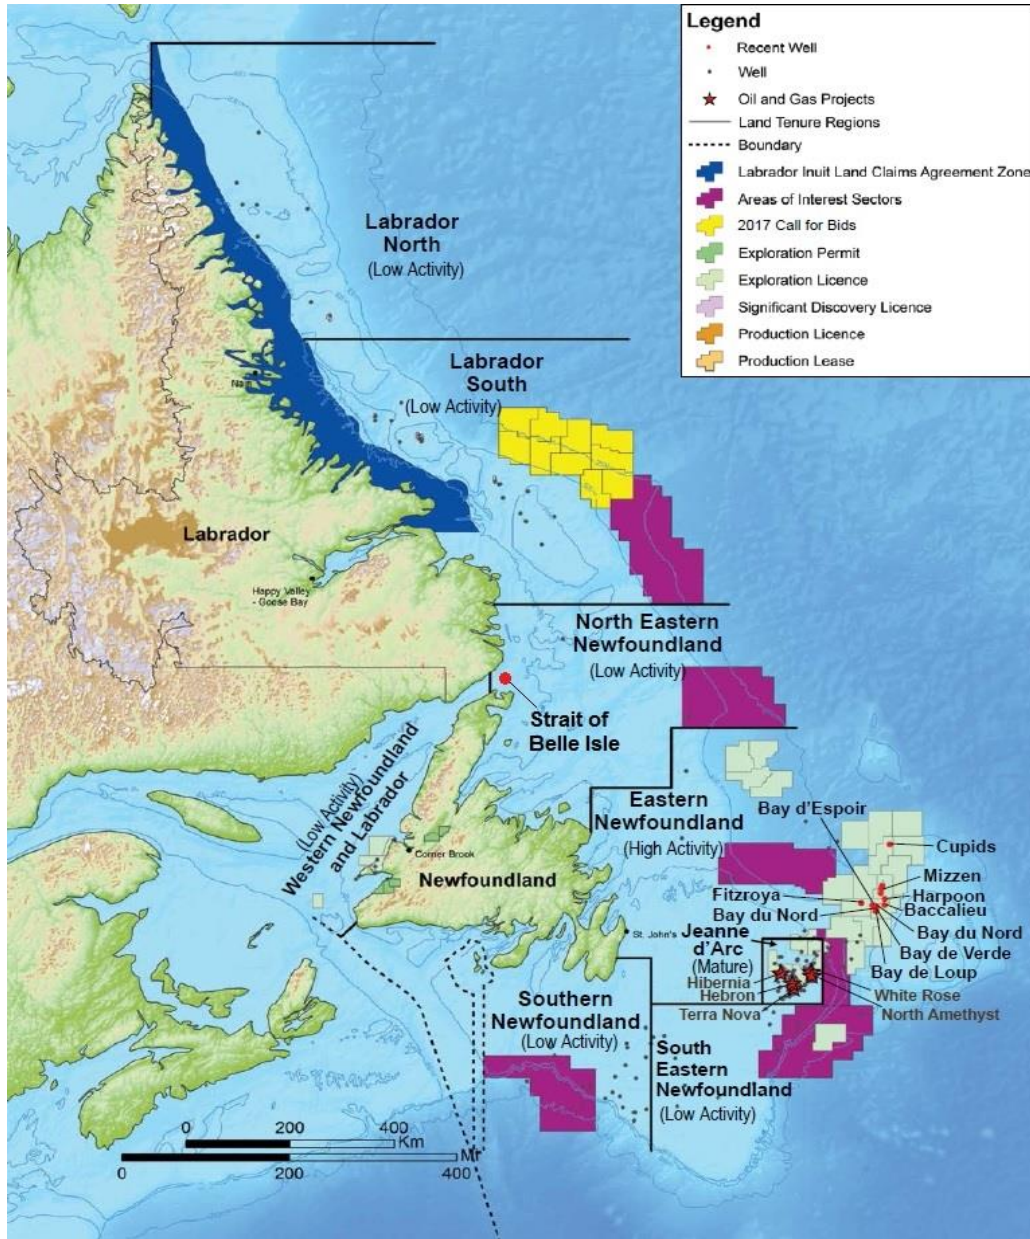 Legend
Recent Well
Well
Oil and Gas Projects
Land Tenure Regions
Boundary
Labrador Inuit Land Claims Agreement Zone
Areas of Interest Sectors
2017 Call for Bids
Exploration Permit
Exploration Licence
Significant Discovery Licence
Production Licence
Production Lease
Labrador
North
(Low Activity)
Labrador
South
(Low Activity)
Nain
Labrador
Happy Valley
- Goose Bay
North Eastern
Newfoundland
(Low Activity)
Strait of
Belle Isle
(Low Activity)
Western Newfoundland
and Labrador
Corner Brook
Newfoundland
Eastern
Newfoundland
(High Activity)
Bay d'Espoir
Cupids
Mizzen
Harpoon
Baccalieu
Bay du Nord
Bay de Verde
Bay de Loup
Fitzroya
Bay du Nord
St. John's
Jeanne
d'Arc
(Mature)
Hibernia
Hebron
Terra Nova
White Rose
North Amethyst
Southern
Newfoundland
(Low Activity)
South
Eastern
Newfoundland
(Low Activity)
0 200 400
Km
Mi
0 200 400